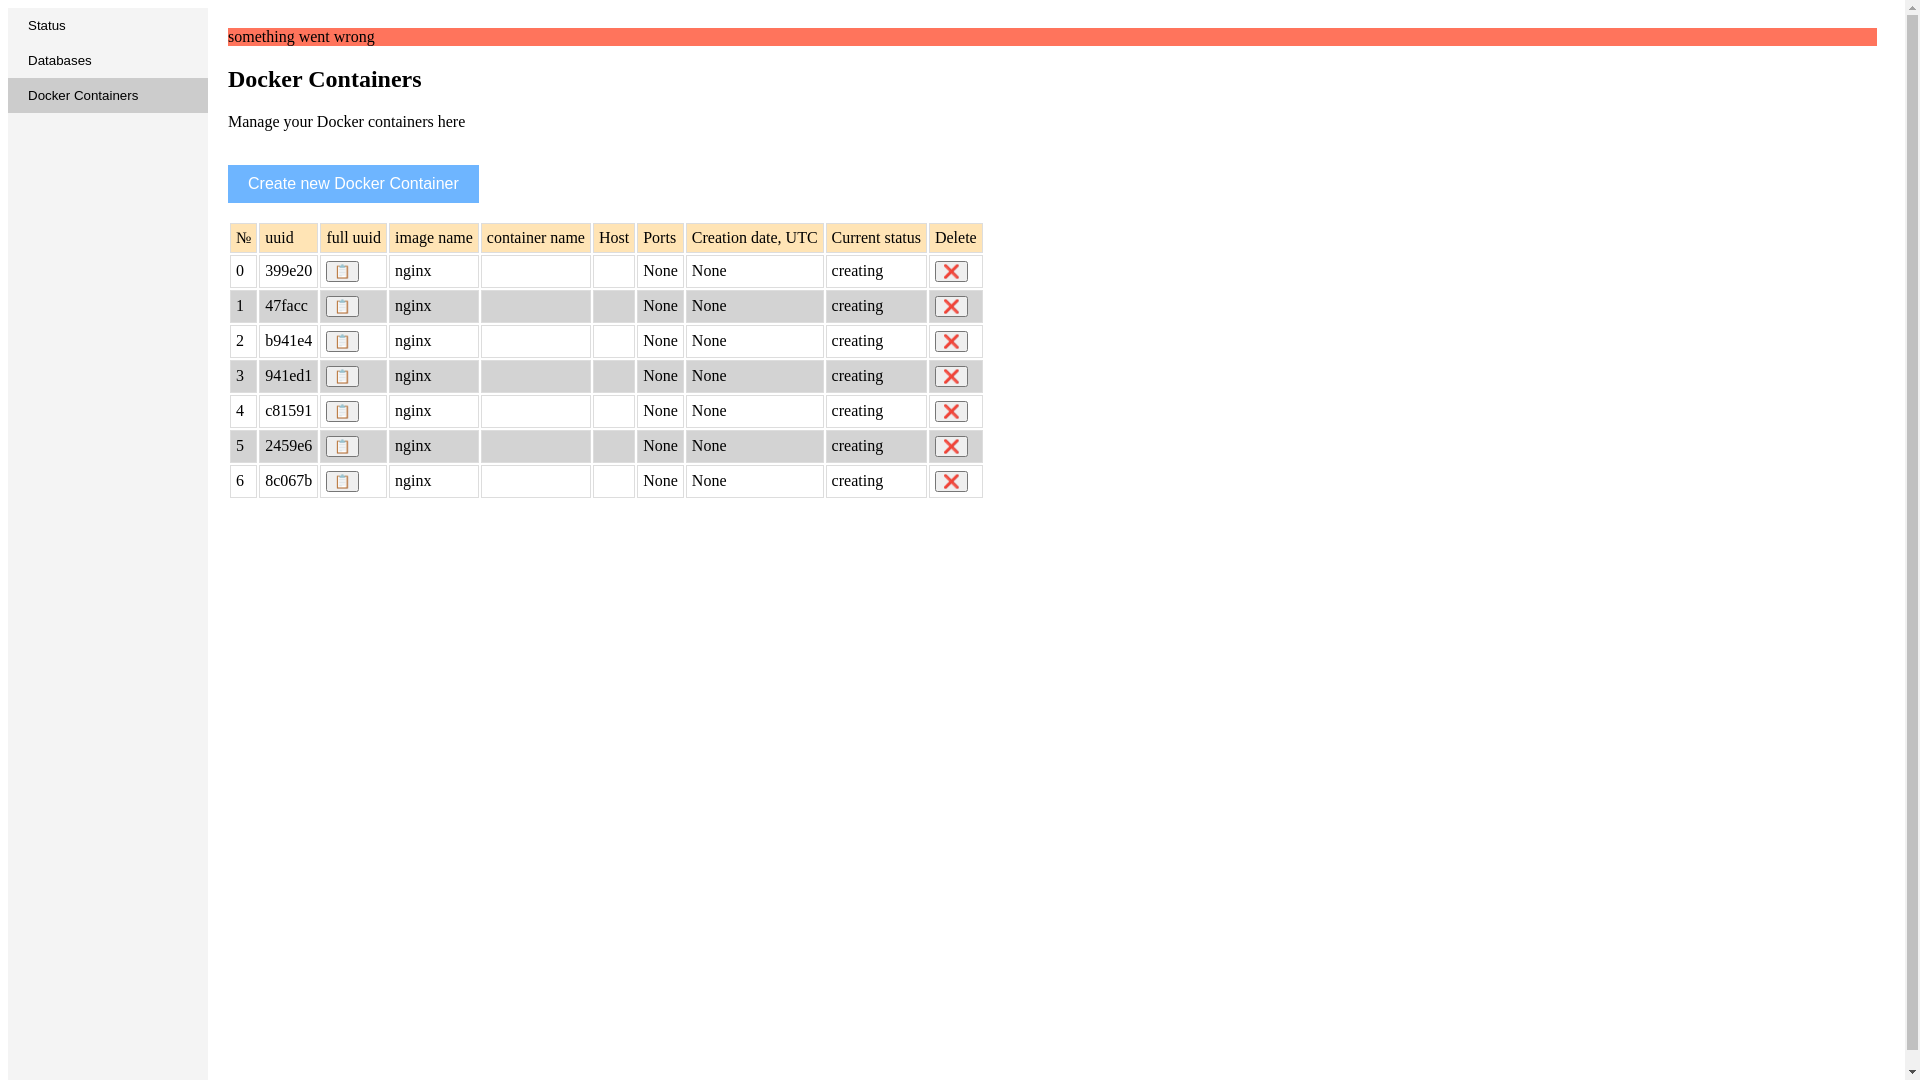 Status
Databases
Docker Containers
something went wrong
Docker Containers
Manage your Docker containers here
Create new Docker Container
№ uuid full uuid image name container name Host Ports Creation date, UTC Current status Delete
0 399e20 nginx None None creating
1 47facc nginx None None creating
2 b941e4 nginx None None creating
3 941ed1 nginx None None creating
4 c81591 nginx None None creating
5 2459e6 nginx None None creating
6 8c067b nginx None None creating